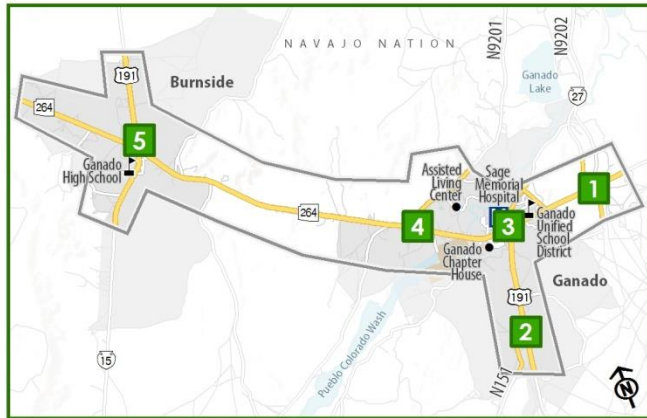 NAVAJO NATION
N9201
N9202
191
Burnside
264
Ganado
Lake
27
5
Ganado
High School
Assisted
Living
Center
Sage
Memorial
Hospital
1
264
4
3
Ganado
Unified
School
District
Ganado
Chapter
House
191
Ganado
2
15
Pueblo Colorado Wash
N151
N